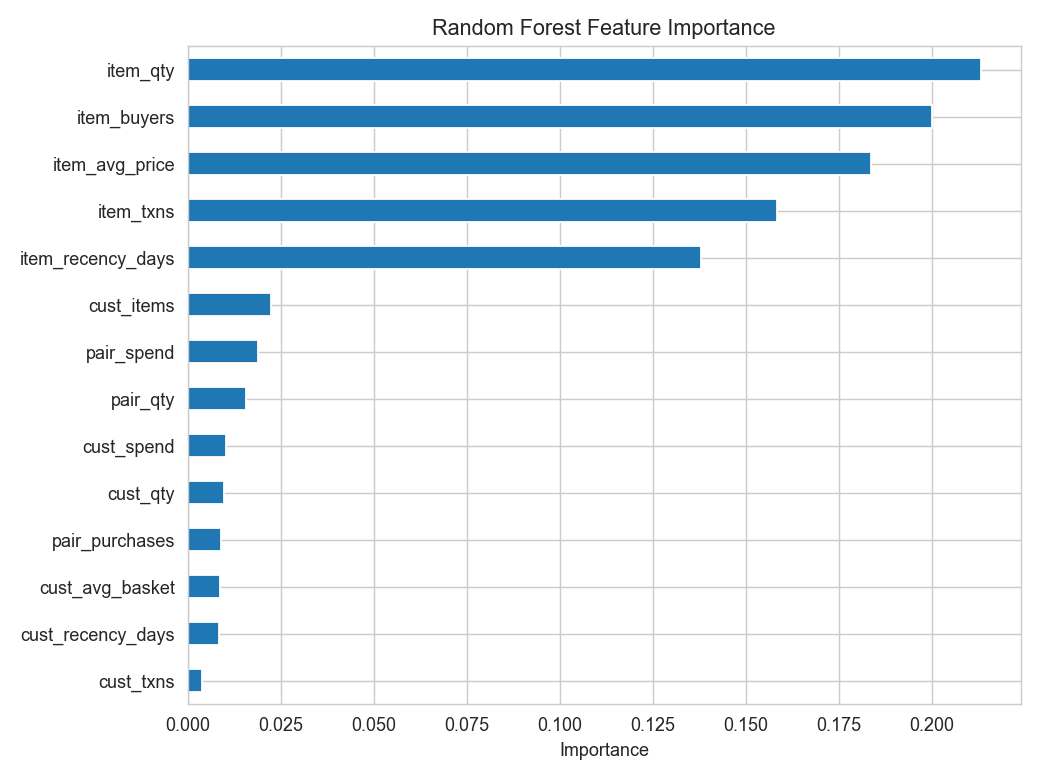 Random Forest Feature Importance
item_qty
item_buyers
item_avg_price
item_txns
item_recency_days
cust_items
pair_spend
pair_qty
cust_spend
cust_qty
pair_purchases
cust_avg_basket
cust_recency_days
cust_txns
0.000 0.025 0.050 0.075 0.100 0.125 0.150 0.175 0.200
Importance